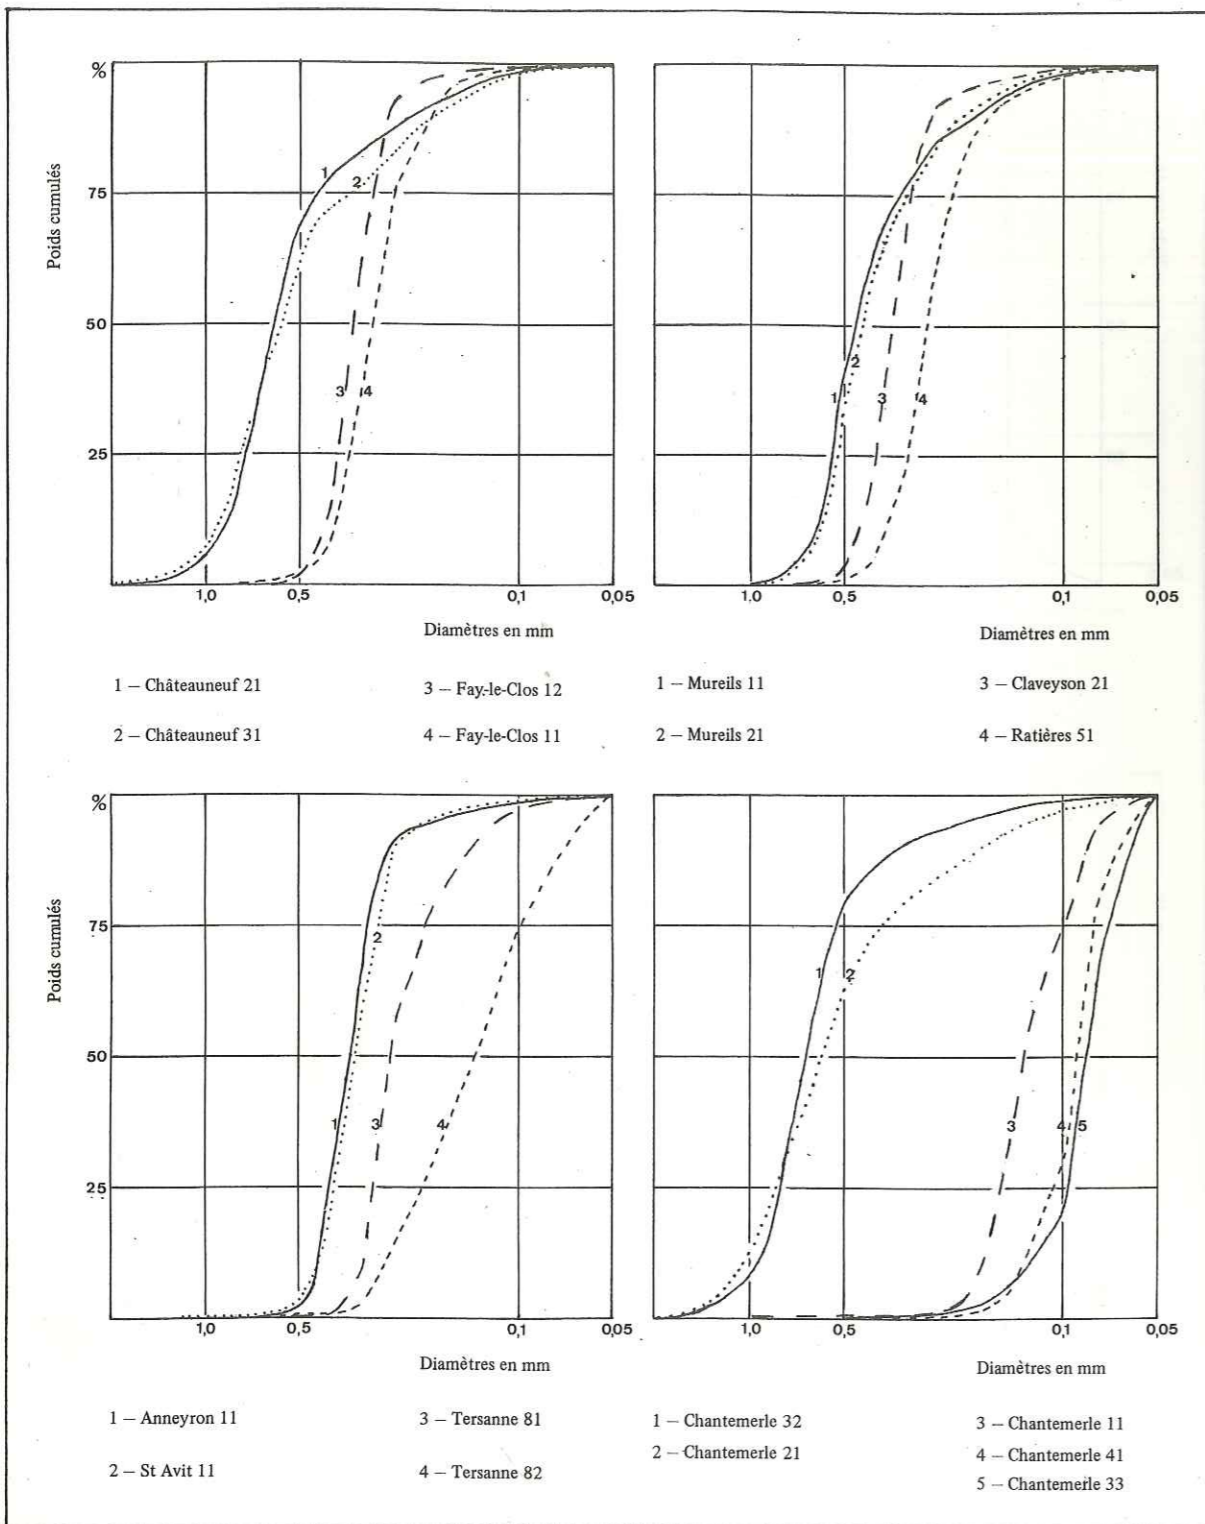 %
Poids cumulés
75
50
25
1
2
3
4
1,0
0,5
0,1
0,05
Diamètres en mm
1 – Châteauneuf 21
3 – Fay-le-Clos 12
2 – Châteauneuf 31
4 – Fay-le-Clos 11
2
1
3
4
1,0
0,5
0,1
0,05
Diamètres en mm
1 – Mureils 11
3 – Claveyson 21
2 – Mureils 21
4 – Ratières 51
%
Poids cumulés
75
50
25
2
1
3
4
1,0
0,5
0,1
0,05
Diamètres en mm
1 – Anneyron 11
3 – Tersanne 81
2 – St Avit 11
4 – Tersanne 82
1
2
3
4
5
1,0
0,5
0,1
0,05
Diamètres en mm
1 – Chantemerle 32
3 – Chantemerle 11
2 – Chantemerle 21
4 – Chantemerle 41
5 – Chantemerle 33